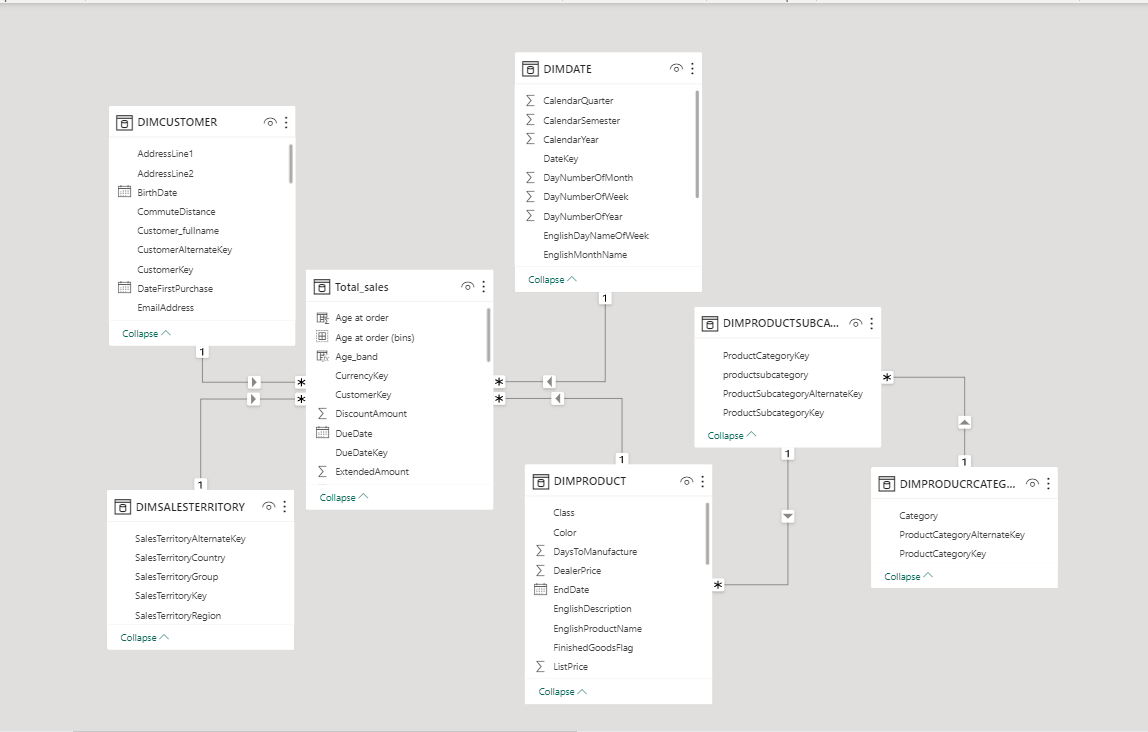 DIMDATE
CalendarQuarter
CalendarSemester
CalendarYear
DateKey
DayNumberOfMonth
DayNumberOfWeek
DayNumberOfYear
EnglishDayNameOfWeek
EnglishMonthName
Collapse
1
DIMCUSTOMER
AddressLine1
AddressLine2
BirthDate
CommuteDistance
Customer_fullname
CustomerAlternateKey
CustomerKey
DateFirstPurchase
EmailAddress
Collapse
1
Total_sales
Age at order
Age at order (bins)
Age_band
CurrencyKey
CustomerKey
DiscountAmount
DueDate
DueDateKey
ExtendedAmount
Collapse
*
*
*
*
DIMPRODUCTSUBCA...
ProductCategoryKey
productsubcategory
ProductSubcategoryAlternateKey
ProductSubcategoryKey
Collapse
*
1
1
DIMSALESTERRITORY
SalesTerritoryAlternateKey
SalesTerritoryCountry
SalesTerritoryGroup
SalesTerritoryKey
SalesTerritoryRegion
Collapse
1
DIMPRODUCT
Class
Color
DaysToManufacture
DealerPrice
EndDate
EnglishDescription
EnglishProductName
FinishedGoodsFlag
ListPrice
Collapse
*
1
DIMPRODUCRCATEG...
Category
ProductCategoryAlternateKey
ProductCategoryKey
Collapse